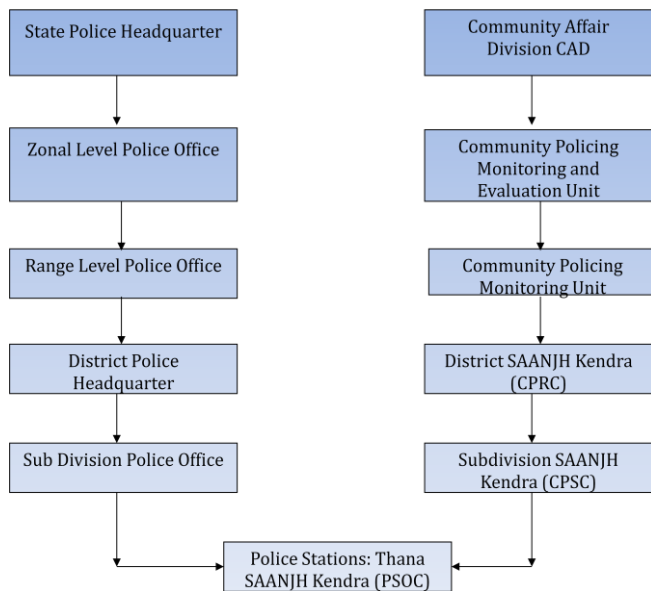 State Police Headquarter
Community Affair
Division CAD
Zonal Level Police Office
Community Policing
Monitoring and
Evaluation Unit
Range Level Police Office
Community Policing
Monitoring Unit
District Police
Headquarter
District SAANJH Kendra
(CPRC)
Sub Division Police Office
Subdivision SAANJH
Kendra (CPSC)
Police Stations: Thana
SAANJH Kendra (PSOC)